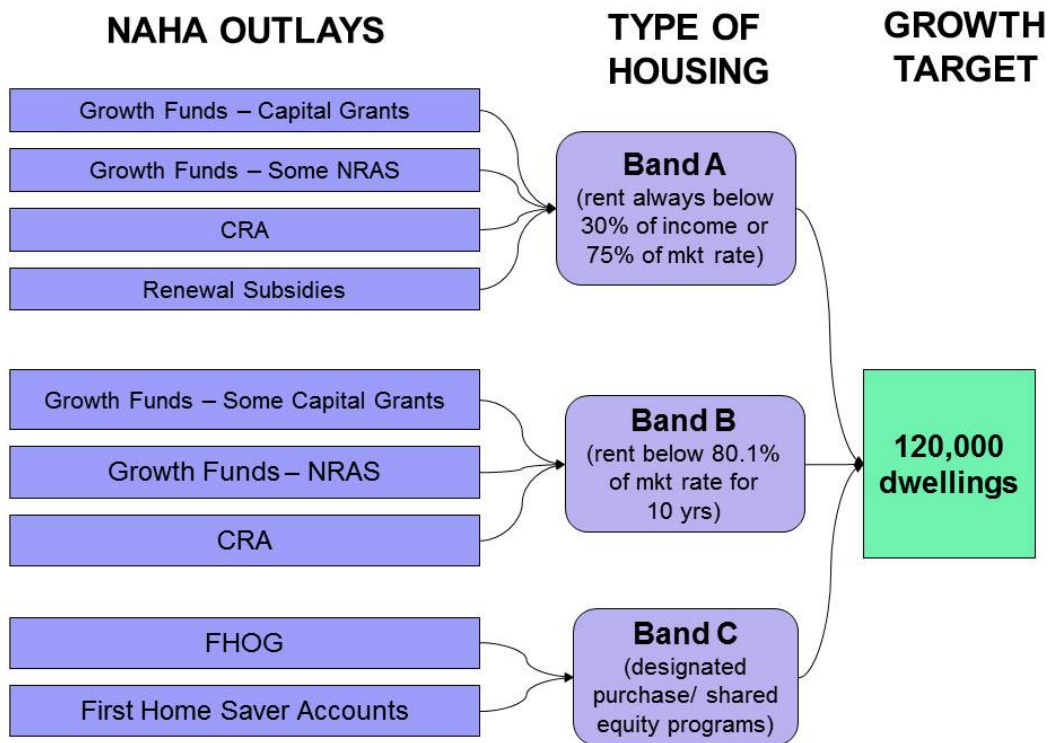 NAHA OUTLAYS
TYPE OF
HOUSING
GROWTH
TARGET
Growth Funds – Capital Grants
Growth Funds – Some NRAS
CRA
Renewal Subsidies
Band A
(rent always below
30% of income or
75% of mkt rate)
Growth Funds – Some Capital Grants
Growth Funds – NRAS
CRA
Band B
(rent below 80.1%
of mkt rate for
10 yrs)
FHOG
First Home Saver Accounts
Band C
(designated
purchase/ shared
equity programs)
120,000
dwellings